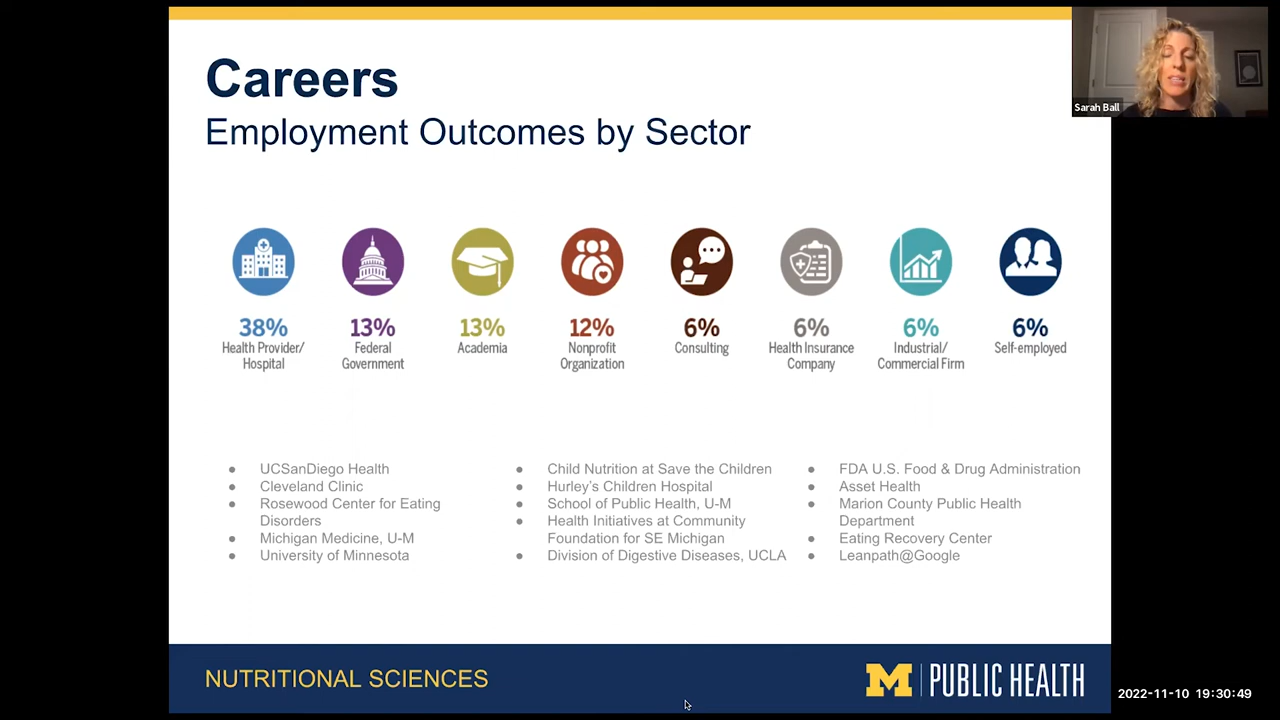 Careers
Employment Outcomes by Sector
Sarah Ball
38%
Health Provider/
Hospital
13%
Federal
Government
13%
Academia
12%
Nonprofit
Organization
6%
Consulting
6%
Health Insurance
Company
6%
Industrial/
Commercial Firm
6%
Self-employed
● UCSanDiego Health
● Cleveland Clinic
● Rosewood Center for Eating
Disorders
● Michigan Medicine, U-M
● University of Minnesota
● Child Nutrition at Save the Children
● Hurley's Children Hospital
● School of Public Health, U-M
● Health Initiatives at Community
Foundation for SE Michigan
● Division of Digestive Diseases, UCLA
● FDA U.S. Food & Drug Administration
● Asset Health
● Marion County Public Health
Department
● Eating Recovery Center
● Leanpath@Google
NUTRITIONAL SCIENCES
M | PUBLIC HEALTH
2022-11-10 19:30:49